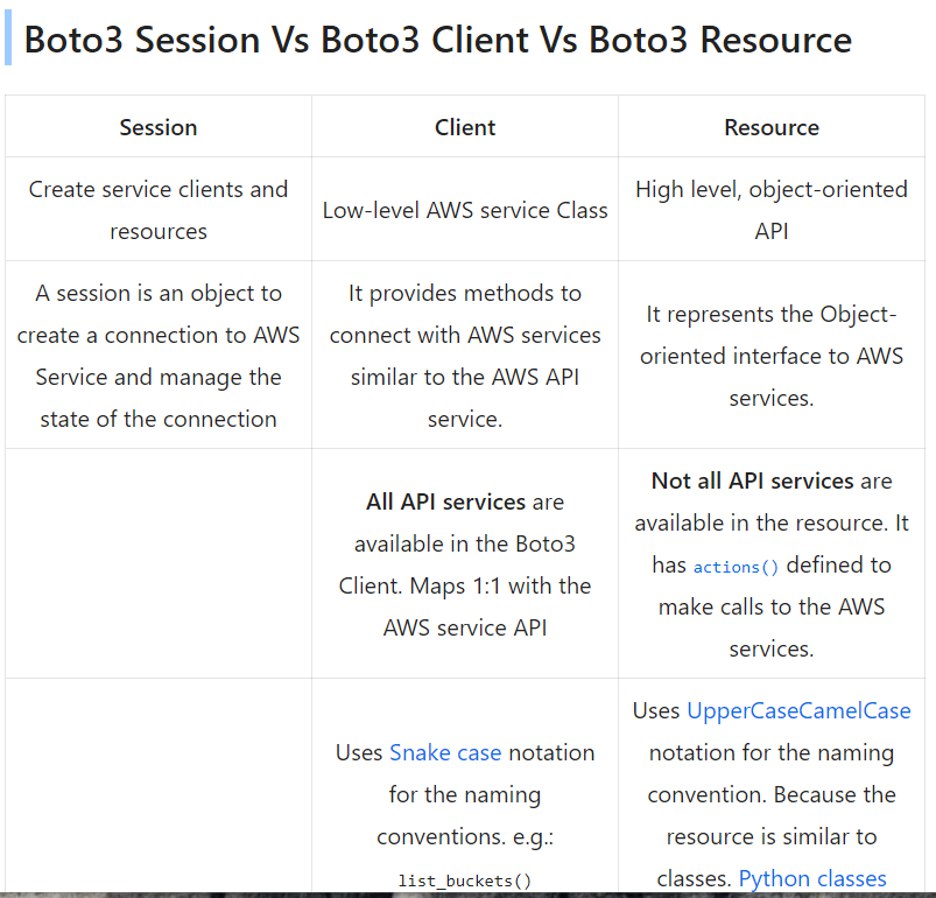 Boto3 Session Vs Boto3 Client Vs Boto3 Resource
Session
Client
Resource
Create service clients and
resources
Low-level AWS service Class
High level, object-oriented
API
A session is an object to
create a connection to AWS
Service and manage the
state of the connection
It provides methods to
connect with AWS services
similar to the AWS API
service.
It represents the Object-
oriented interface to AWS
services.
All API services are
available in the Boto3
Client. Maps 1:1 with the
AWS service API
Not all API services are
available in the resource. It
has actions() defined to
make calls to the AWS
services.
Uses Snake case notation
for the naming
conventions. e.g.:
list_buckets()
Uses UpperCaseCamelCase
notation for the naming
convention. Because the
resource is similar to
classes. Python classes